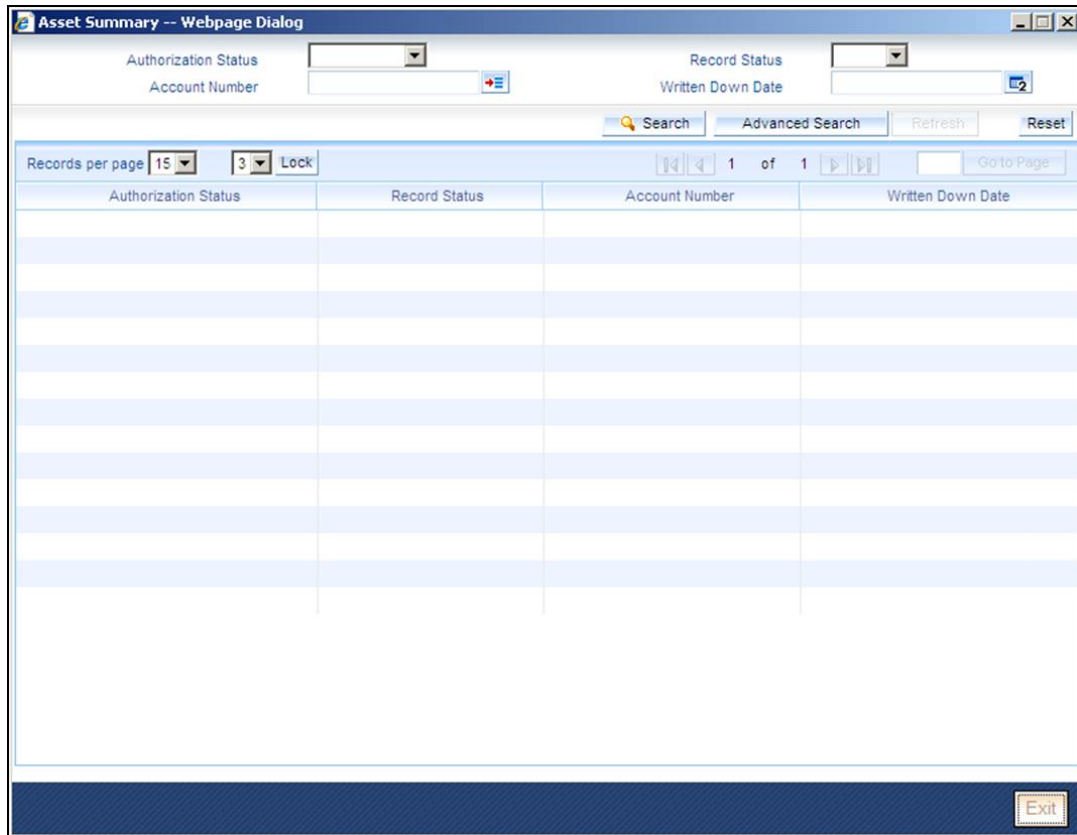 Asset Summary -- Webpage Dialog
Authorization Status Record Status
Account Number Written Down Date
Search Advanced Search Refresh Reset
Records per page 15 3 Lock 1 of 1 Go to Page
Authorization Status Record Status Account Number Written Down Date
Exit